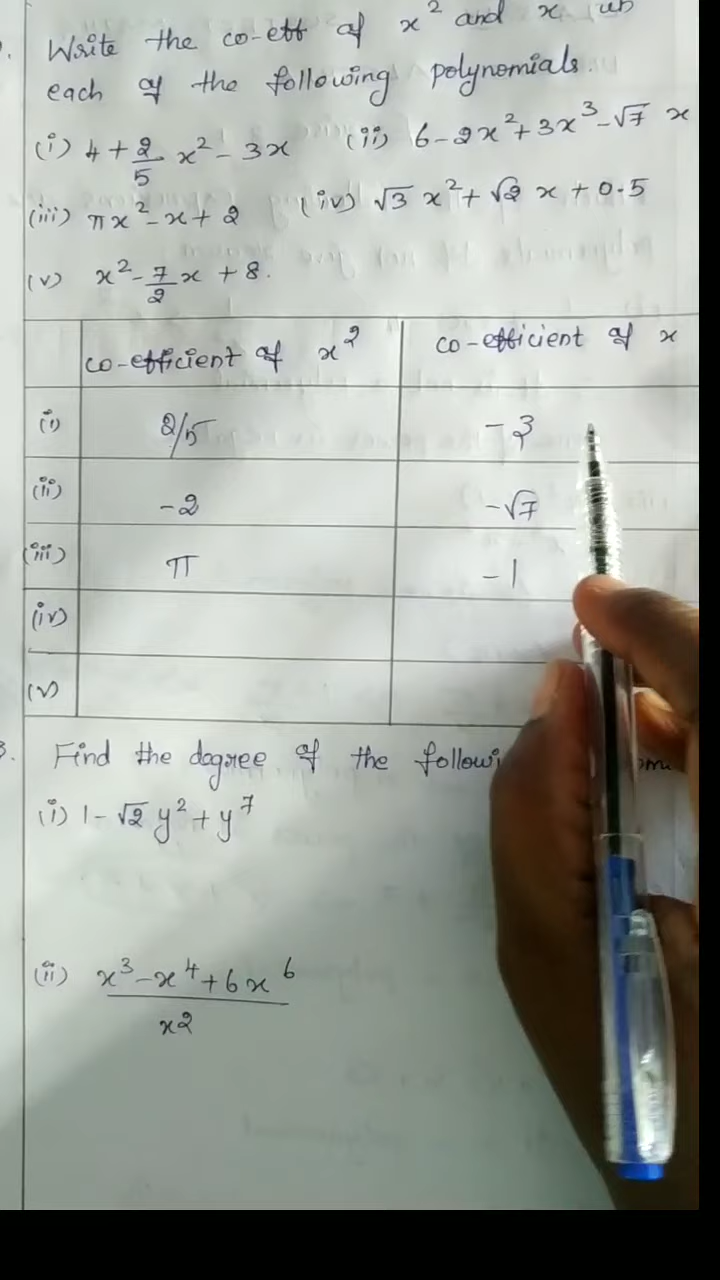 Write the co-eff of x² and x in
each of the following polynomials.
(i) 4 + 2/5 x² - 3x (ii) 6 - 2x² + 3x³ - √7 x
(iii) πx² - x + 2 (iv) √3 x² + √2 x + 0.5
(v) x² - 7/2 x + 8.
co-efficient of x² co-efficient of x
(i) 2/5 -3
(ii) -2 -√7
(iii) π -1
(iv)
(v)
3. Find the degree of the
(i) 1 - √2 y² + y⁷
(ii) x³ - x⁴ + 6x⁶
x2